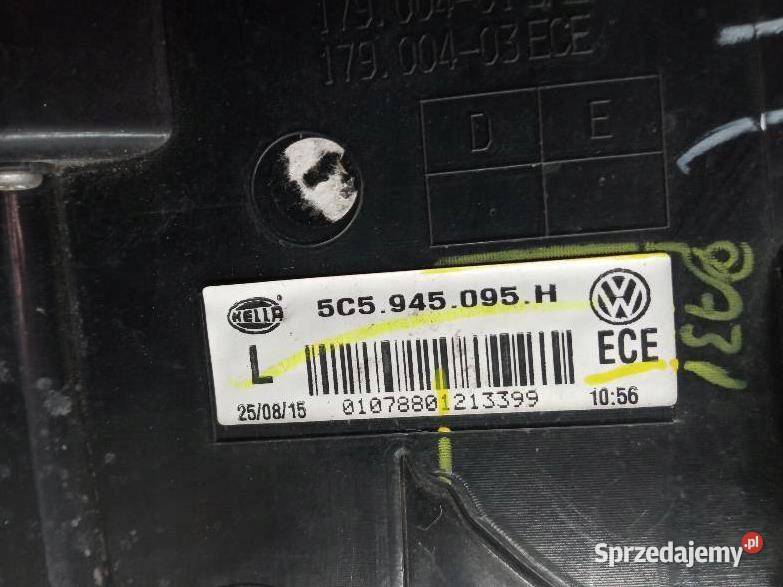 179.004-03 ECE
D E
HELLA
5C5.945.095.H
VW
L
ECE
25/08/15
01078801213399
10:56
Sprzedajemy.pl